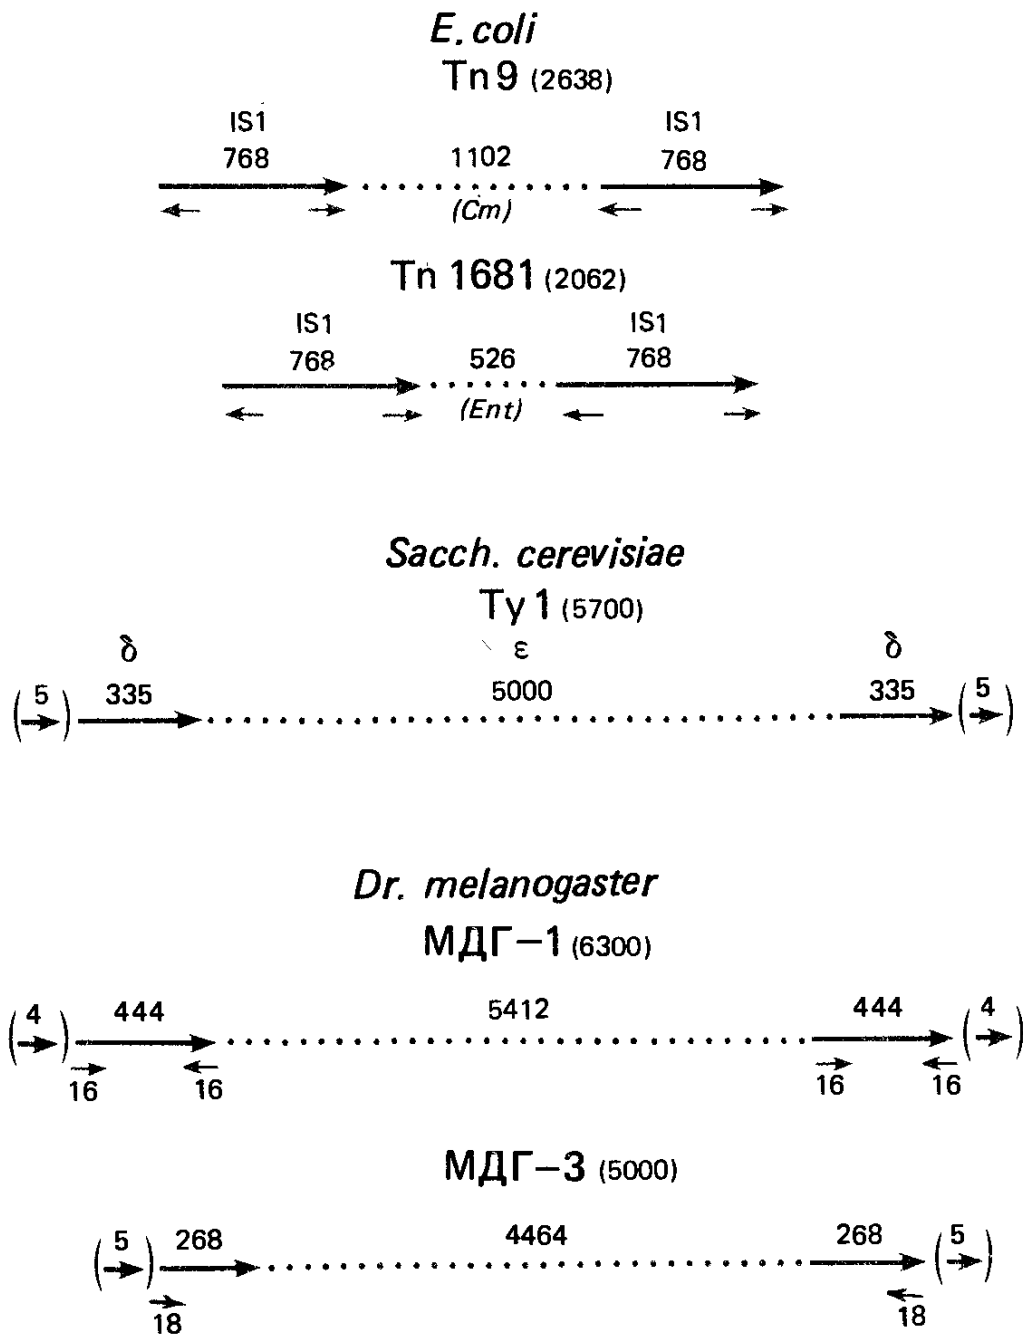 E. coli
Tn 9 (2638)
IS1 IS1
768 1102 768
(Cm)
Tn 1681 (2062)
IS1 IS1
768 526 768
(Ent)
Sacch. cerevisiae
Ty 1 (5700)
δ ε δ
(5) 335 5000 335 (5)
Dr. melanogaster
МДГ–1 (6300)
(4) 444 5412 444 (4)
16 16 16 16
МДГ–3 (5000)
(5) 268 4464 268 (5)
18 18